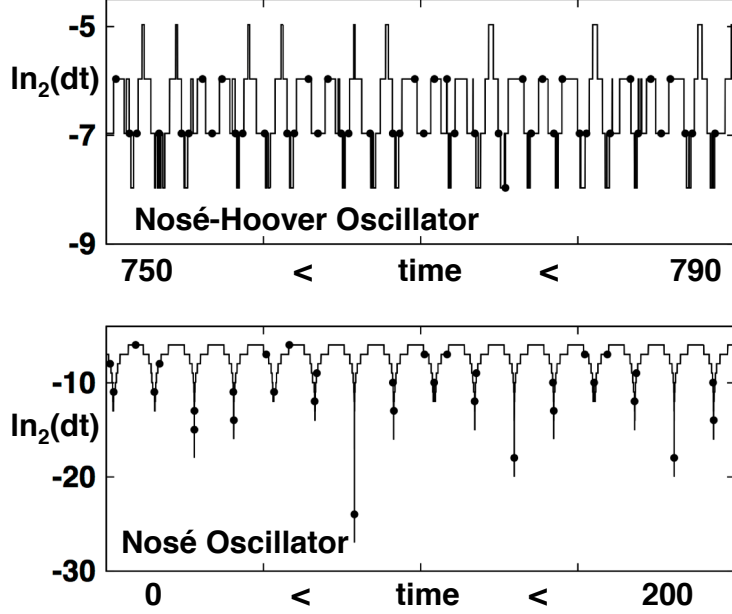 -5
ln₂(dt)
-7
Nosé-Hoover Oscillator
-9
750 < time < 790
-10
ln₂(dt)
-20
Nosé Oscillator
-30
0 < time < 200